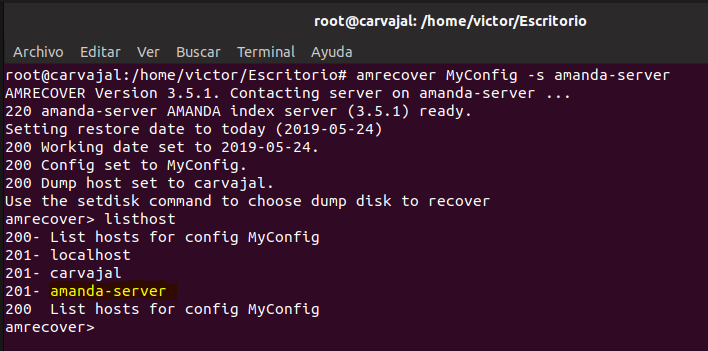 root@carvajal: /home/victor/Escritorio
Archivo Editar Ver Buscar Terminal Ayuda
root@carvajal:/home/victor/Escritorio# amrecover MyConfig -s amanda-server
AMRECOVER Version 3.5.1. Contacting server on amanda-server ...
220 amanda-server AMANDA index server (3.5.1) ready.
Setting restore date to today (2019-05-24)
200 Working date set to 2019-05-24.
200 Config set to MyConfig.
200 Dump host set to carvajal.
Use the setdisk command to choose dump disk to recover
amrecover> listhost
200- List hosts for config MyConfig
201- localhost
201- carvajal
201- amanda-server
200  List hosts for config MyConfig
amrecover>